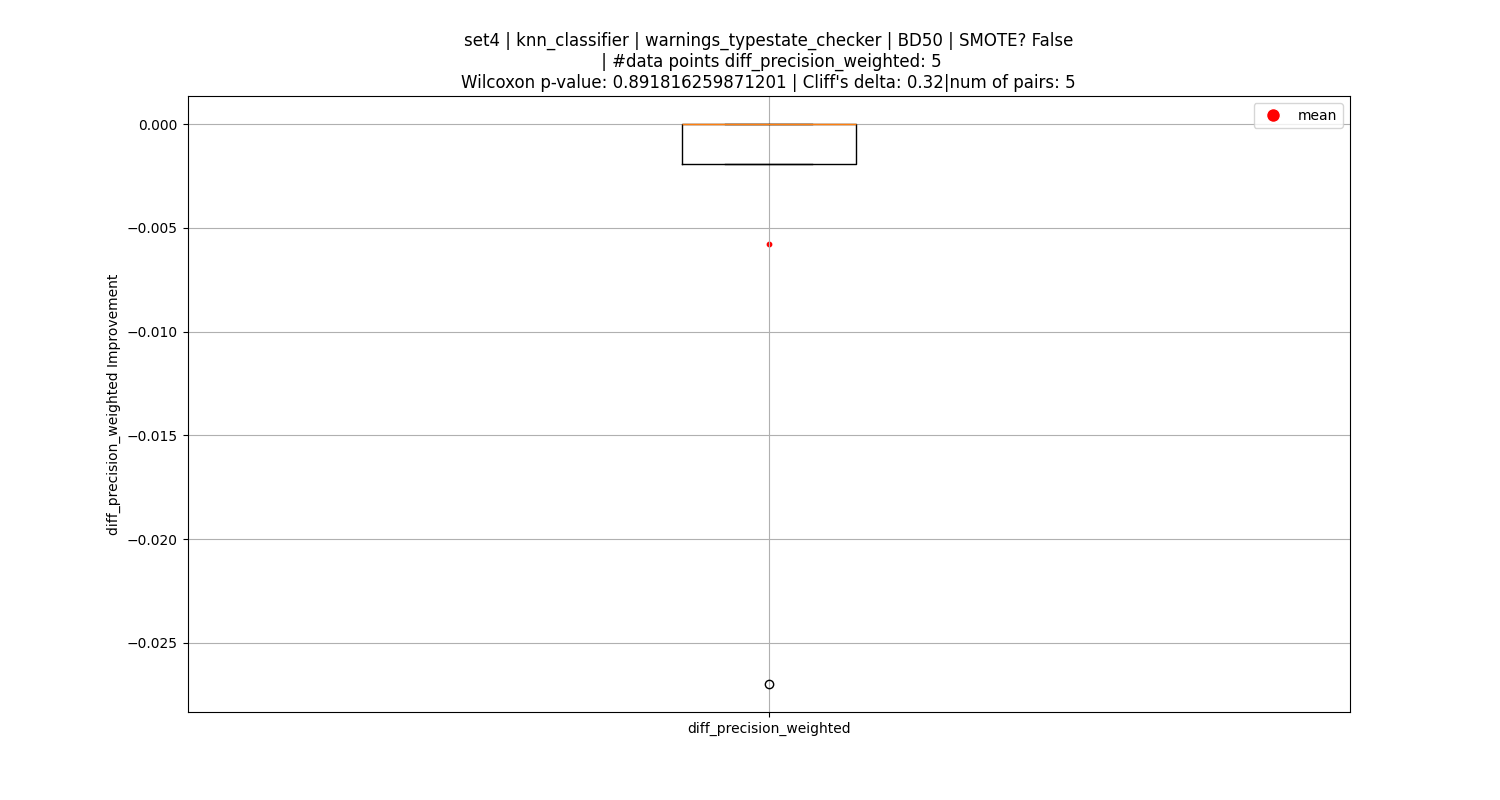 set4 | knn_classifier | warnings_typestate_checker | BD50 | SMOTE? False
| #data points diff_precision_weighted: 5
Wilcoxon p-value: 0.891816259871201 | Cliff's delta: 0.32|num of pairs: 5
mean
0.000
−0.005
−0.010
−0.015
−0.020
−0.025
diff_precision_weighted Improvement
diff_precision_weighted